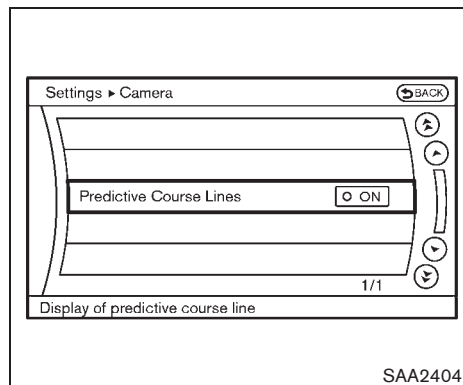 Settings ▸ Camera
BACK
Predictive Course Lines
ON
1/1
Display of predictive course line
SAA2404